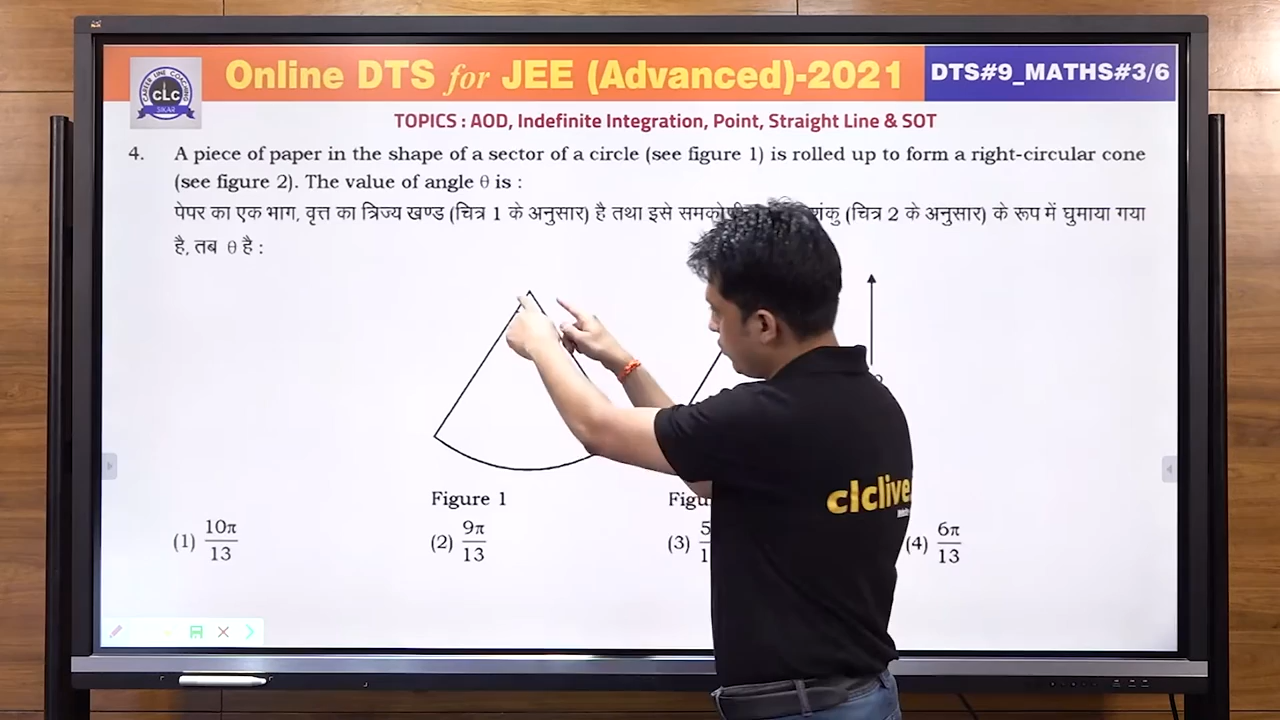 Online DTS for JEE (Advanced)-2021
DTS#9_MATHS#3/6
CAREER LINE COACHING
CLC
SIKAR
TOPICS : AOD, Indefinite Integration, Point, Straight Line & SOT
4. A piece of paper in the shape of a sector of a circle (see figure 1) is rolled up to form a right-circular cone
(see figure 2). The value of angle θ is :
पेपर का एक भाग, वृत्त का त्रिज्य खण्ड (चित्र 1 के अनुसार) है तथा इसे (चित्र 2 के अनुसार) के रूप में घुमाया गया
है, तब θ है :
Figure 1
(1) 10π/13
(2) 9π/13
(3)
(4) 6π/13
clclive